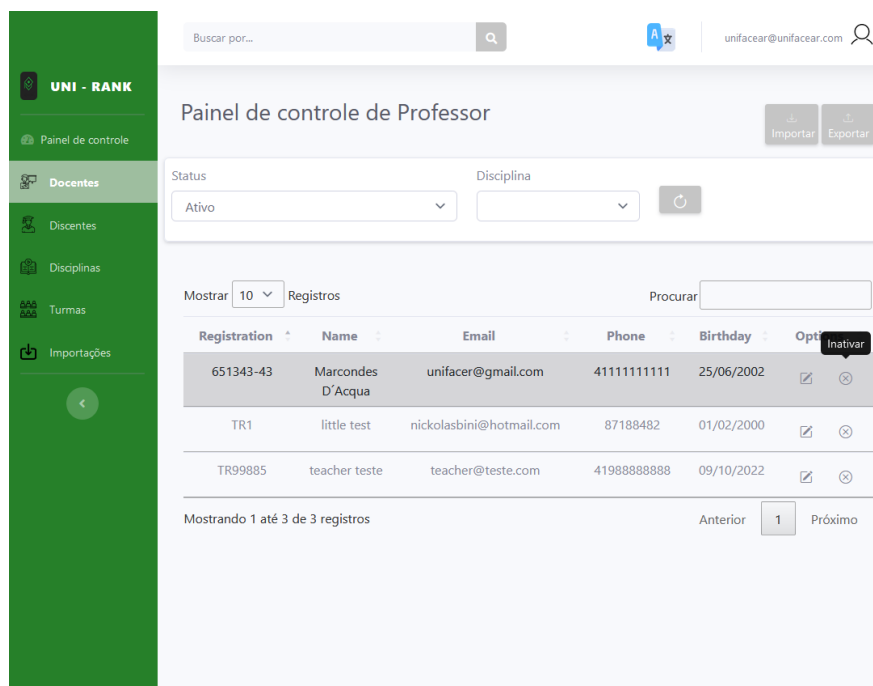 Buscar por...
unifacear@unifacear.com
UNI - RANK
Painel de controle
Docentes
Discentes
Disciplinas
Turmas
Importações
Painel de controle de Professor
Importar
Exportar
Status
Disciplina
Ativo
Mostrar 10 Registros
Procurar
Registration Name Email Phone Birthday
Inativar
651343-43 Marcondes D´Acqua unifacer@gmail.com 41111111111 25/06/2002
TR1 little test nickolasbini@hotmail.com 87188482 01/02/2000
TR99885 teacher teste teacher@teste.com 41988888888 09/10/2022
Mostrando 1 até 3 de 3 registros
Anterior 1 Próximo